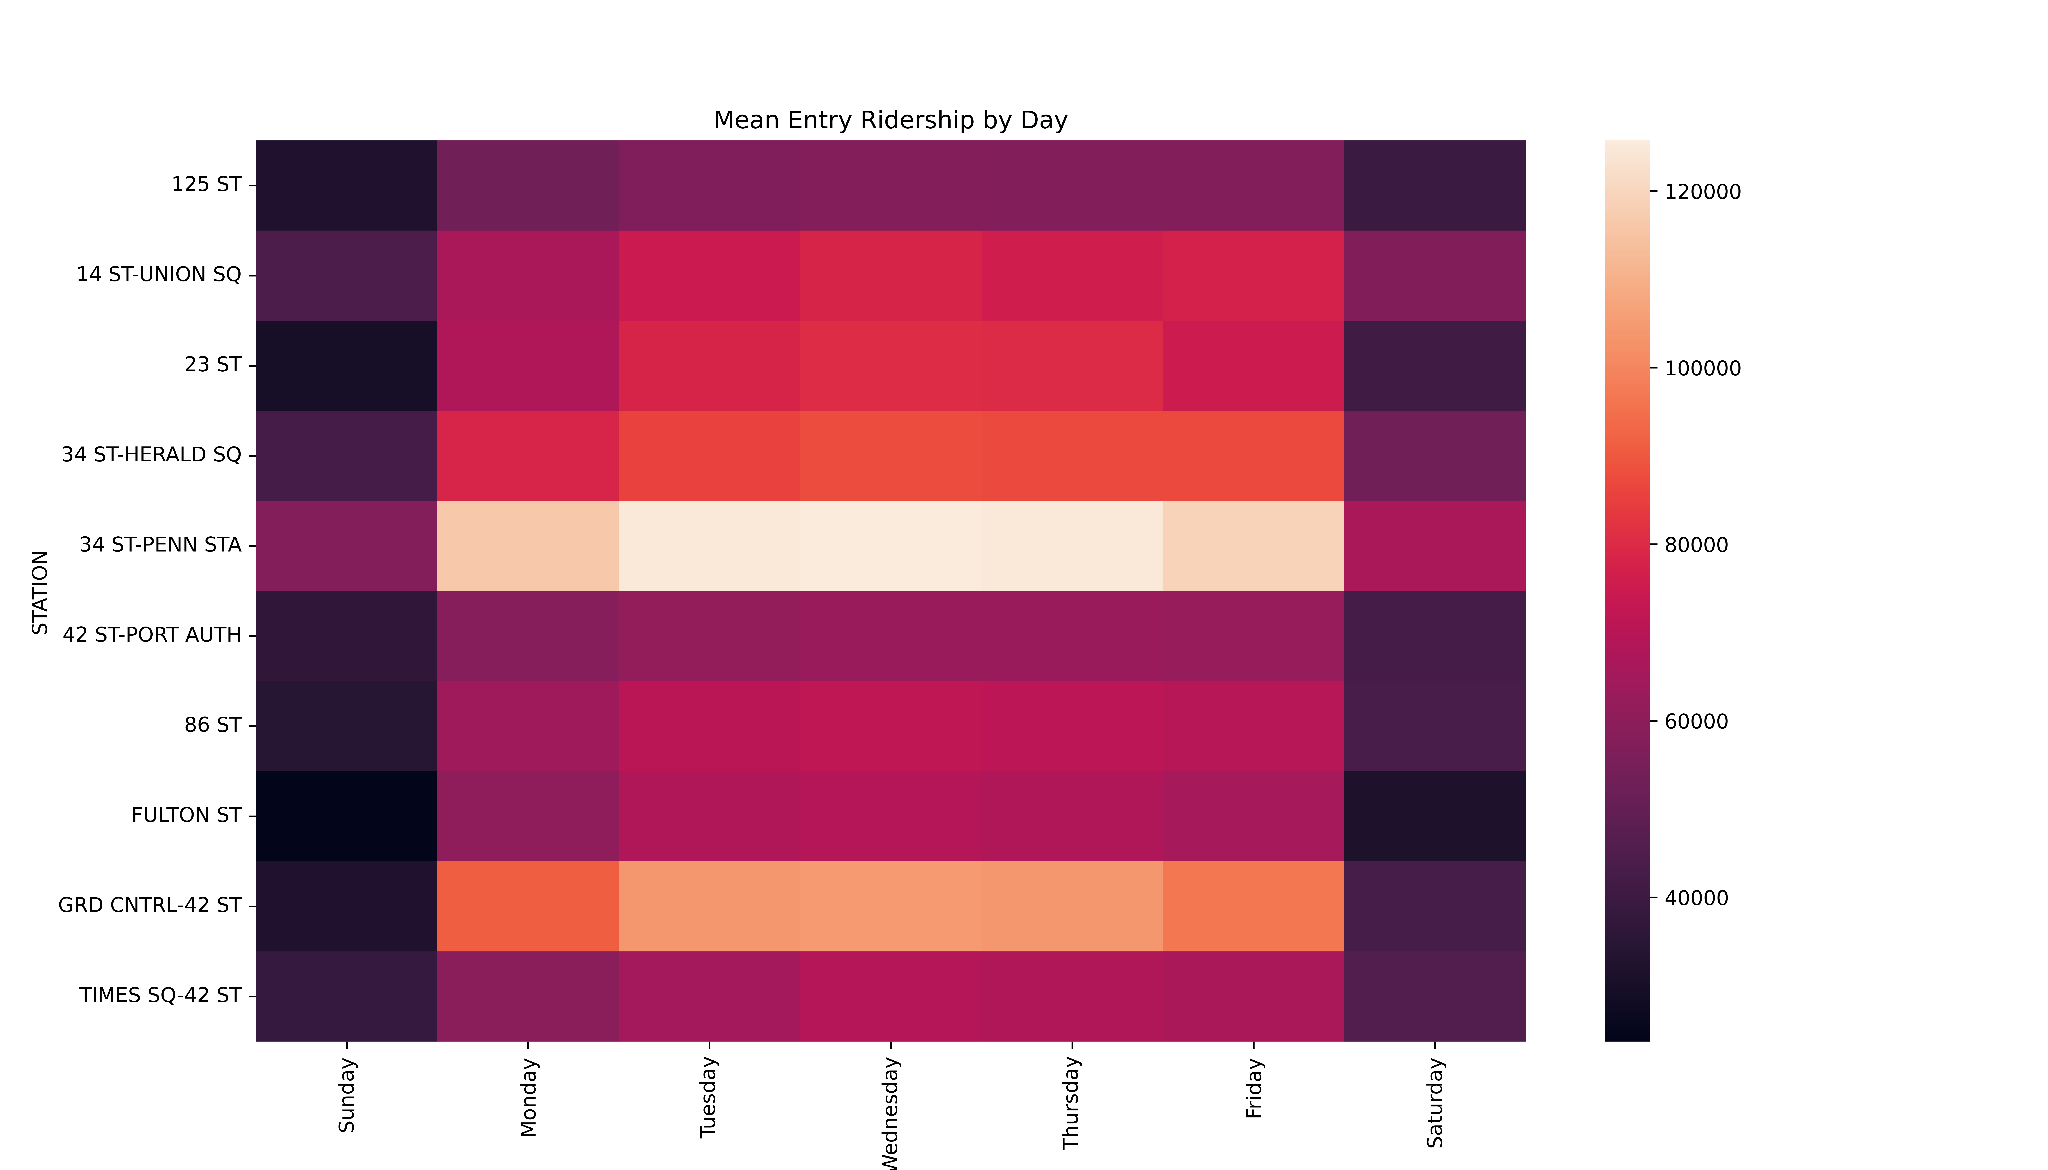 Mean Entry Ridership by Day
125 ST
14 ST-UNION SQ
23 ST
34 ST-HERALD SQ
34 ST-PENN STA
42 ST-PORT AUTH
86 ST
FULTON ST
GRD CNTRL-42 ST
TIMES SQ-42 ST
STATION
Sunday
Monday
Tuesday
Wednesday
Thursday
Friday
Saturday
120000
100000
80000
60000
40000